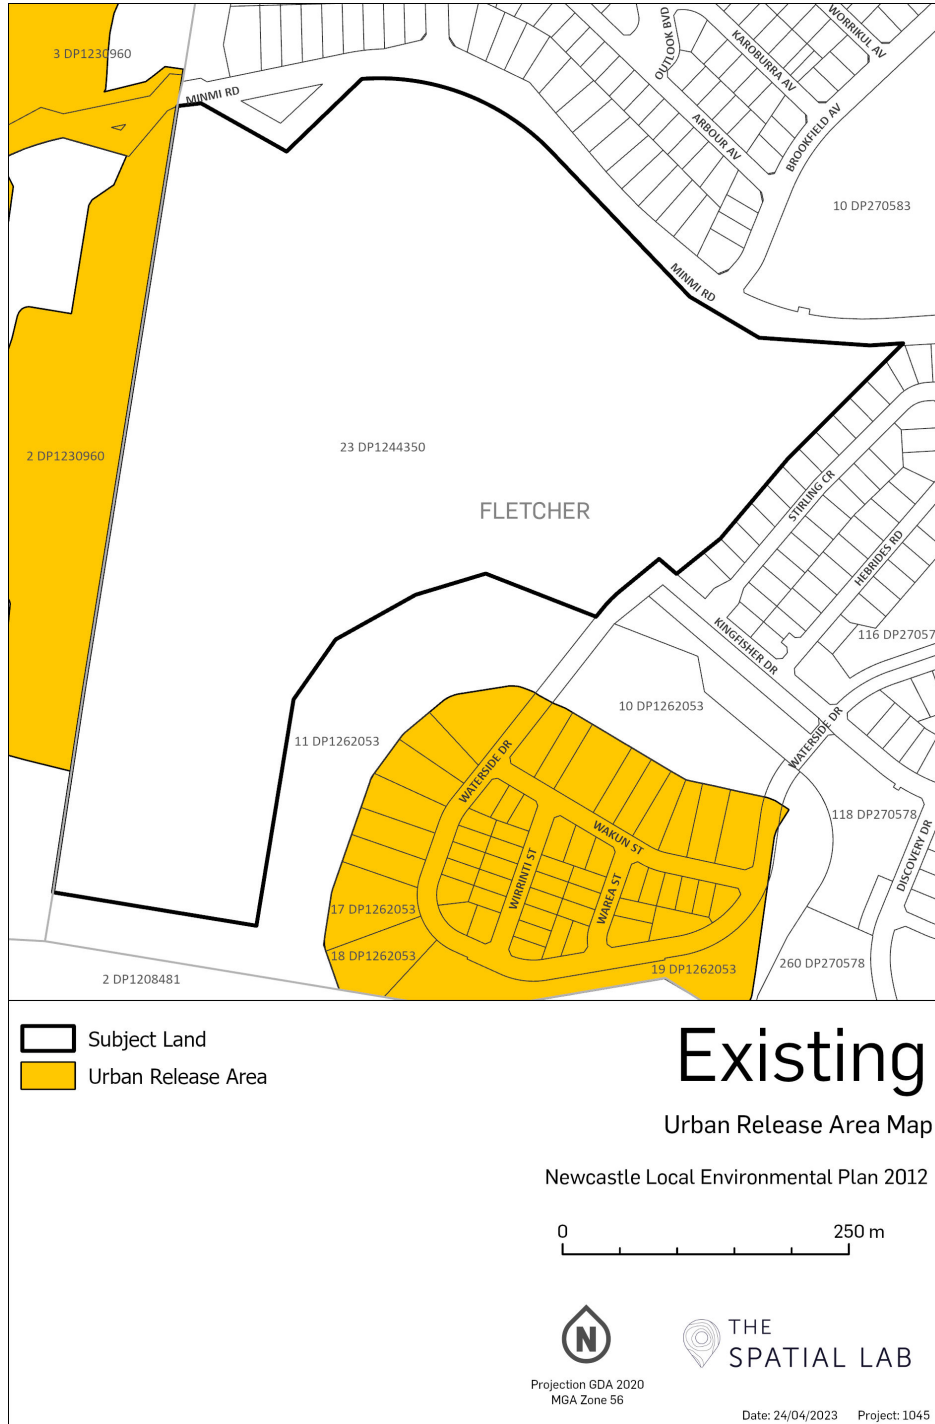 3 DP1230960
MINMI RD
OUTLOOK BVD
WORRIKUL AV
KAROBURRA AV
ARBOUR AV
BROOKFIELD AV
10 DP270583
MINMI RD
2 DP1230960
23 DP1244350
FLETCHER
STIRLING CR
HEBRIDES RD
KINGFISHER DR
116 DP27057
10 DP1262053
11 DP1262053
WATERSIDE DR
WATERSIDE DR
118 DP270578
WAKUN ST
WIRRINTI ST
WAREA ST
DISCOVERY DR
17 DP1262053
18 DP1262053
19 DP1262053
260 DP270578
2 DP1208481
Subject Land
Urban Release Area
Existing
Urban Release Area Map
Newcastle Local Environmental Plan 2012
0 250 m
N
THE
SPATIAL LAB
Projection GDA 2020
MGA Zone 56
Date: 24/04/2023 Project: 1045